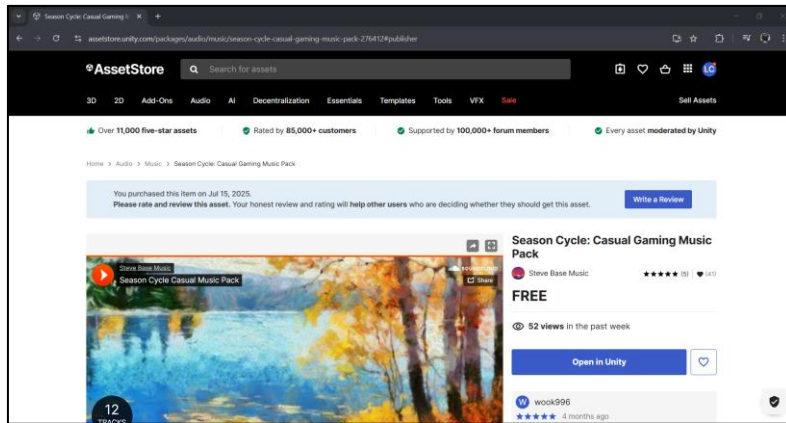 Season Cycle: Casual Gaming M
assetstore.unity.com/packages/audio/music/season-cycle-casual-gaming-music-pack-276412#publisher
AssetStore
Search for assets
LC
3D 2D Add-Ons Audio AI Decentralization Essentials Templates Tools VFX Sale Sell Assets
Over 11,000 five-star assets Rated by 85,000+ customers Supported by 100,000+ forum members Every asset moderated by Unity
Home > Audio > Music > Season Cycle: Casual Gaming Music Pack
You purchased this item on Jul 15, 2025.
Please rate and review this asset. Your honest review and rating will help other users who are deciding whether they should get this asset.
Write a Review
Steve Base Music
Season Cycle Casual Music Pack
SOUNDCLOUD
Share
12
TRACKS
Season Cycle: Casual Gaming Music
Pack
Steve Base Music ★★★★★ (5) | (41)
FREE
52 views in the past week
Open in Unity
W wook996
★★★★★ 4 months ago